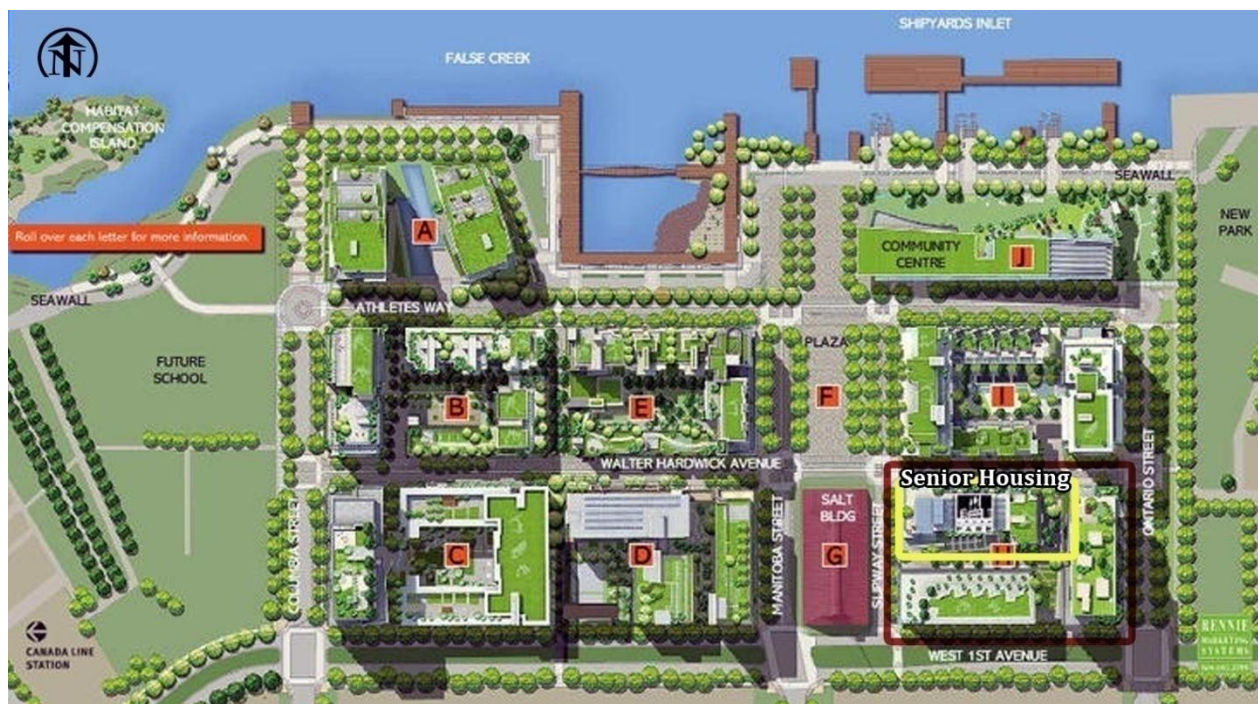 N
SHIPYARDS INLET
FALSE CREEK
HABITAT
COMPENSATION
ISLAND
SEAWALL
Roll over each letter for more information.
A
NEW
PARK
COMMUNITY
CENTRE
J
SEAWALL
ATHLETES WAY
PLAZA
FUTURE
SCHOOL
B
E
F
I
WALTER HARDWICK AVENUE
Senior Housing
COLUMBIA STREET
MANITOBA STREET
SALT
BLDG
SLIPWAY STREET
ONTARIO STREET
C
D
G
H
CANADA LINE
STATION
WEST 1ST AVENUE
RENNIE
MARKETING
SYSTEMS